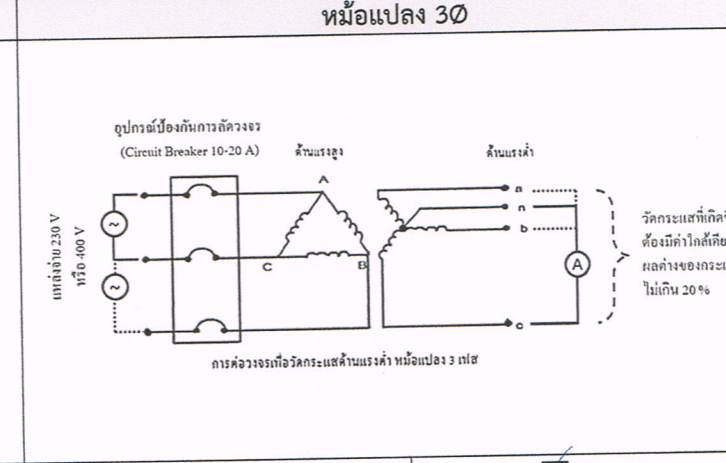 หม้อแปลง 3Ø
อุปกรณ์ป้องกันการลัดวงจร
(Circuit Breaker 10-20 A)
ด้านแรงสูง
ด้านแรงต่ำ
แหล่งจ่าย 230 V
หรือ 400 V
A
C
B
a
n
b
c
A
วัดกระแสที่เกิด
ต้องมีค่าใกล้เคีย
ผลต่างของกระแ
ไม่เกิน 20 %
การต่อวงจรเพื่อวัดกระแสด้านแรงต่ำ หม้อแปลง 3 เฟส